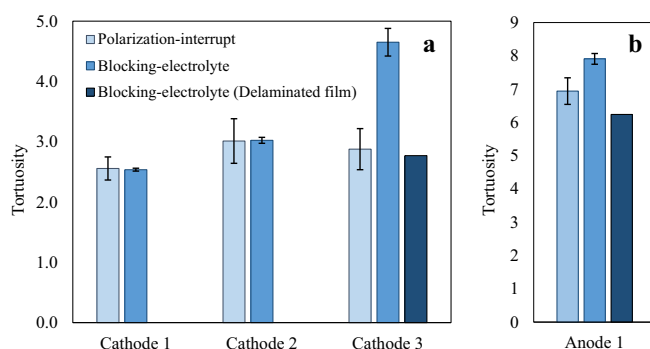 5.0
4.0
3.0
2.0
1.0
0.0
Tortuosity
a
Polarization-interrupt
Blocking-electrolyte
Blocking-electrolyte (Delaminated film)
Cathode 1
Cathode 2
Cathode 3
9
8
7
6
5
4
3
2
1
0
Tortuosity
b
Anode 1